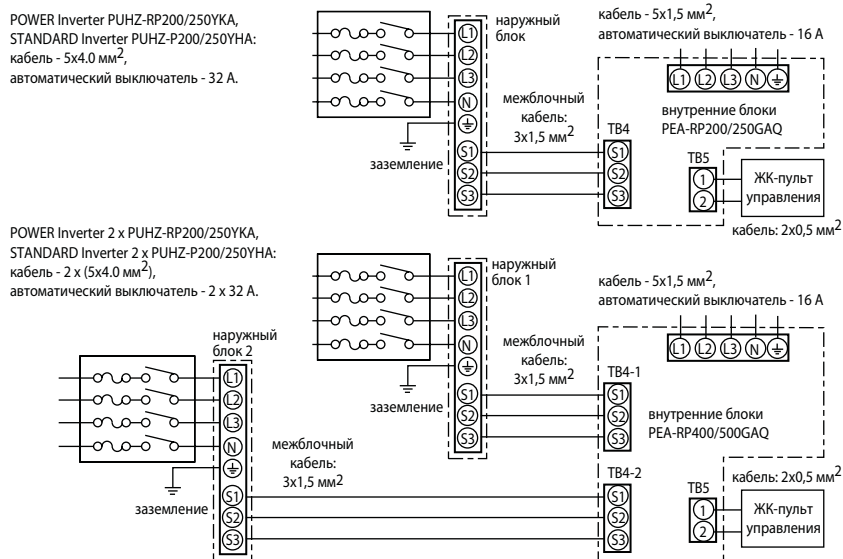 POWER Inverter PUHZ-RP200/250YKA,
STANDARD Inverter PUHZ-P200/250YHA:
кабель - 5x4.0 мм²,
автоматический выключатель - 32 А.
наружный
блок
L1
L2
L3
N
S1
S2
S3
заземление
межблочный
кабель:
3x1,5 мм²
кабель - 5x1,5 мм²,
автоматический выключатель - 16 А
L1 L2 L3 N
внутренние блоки
PEA-RP200/250GAQ
TB4
S1
S2
S3
TB5
1
2
ЖК-пульт
управления
кабель: 2x0,5 мм²
POWER Inverter 2 x PUHZ-RP200/250YKA,
STANDARD Inverter 2 x PUHZ-P200/250YHA:
кабель - 2 x (5x4.0 мм²),
автоматический выключатель - 2 x 32 А.
наружный
блок 1
L1
L2
L3
N
S1
S2
S3
заземление
межблочный
кабель:
3x1,5 мм²
наружный
блок 2
L1
L2
L3
N
S1
S2
S3
заземление
межблочный
кабель:
3x1,5 мм²
кабель - 5x1,5 мм²,
автоматический выключатель - 16 А
L1 L2 L3 N
TB4-1
S1
S2
S3
внутренние блоки
PEA-RP400/500GAQ
TB4-2
S1
S2
S3
TB5
1
2
кабель: 2x0,5 мм²
ЖК-пульт
управления